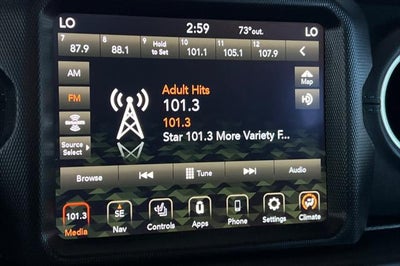 LO 2:59 73°out. LO
7 8 9 10 11 12
87.9 88.1 Hold to Set 101.1 105.1 107.9
AM
FM
SiriusXM
Source Select
Map
Adult Hits
101.3
101.3
Star 101.3 More Variety F...
Browse Tune Audio
101.3 SE
Media Nav Controls Apps Phone Settings Climate